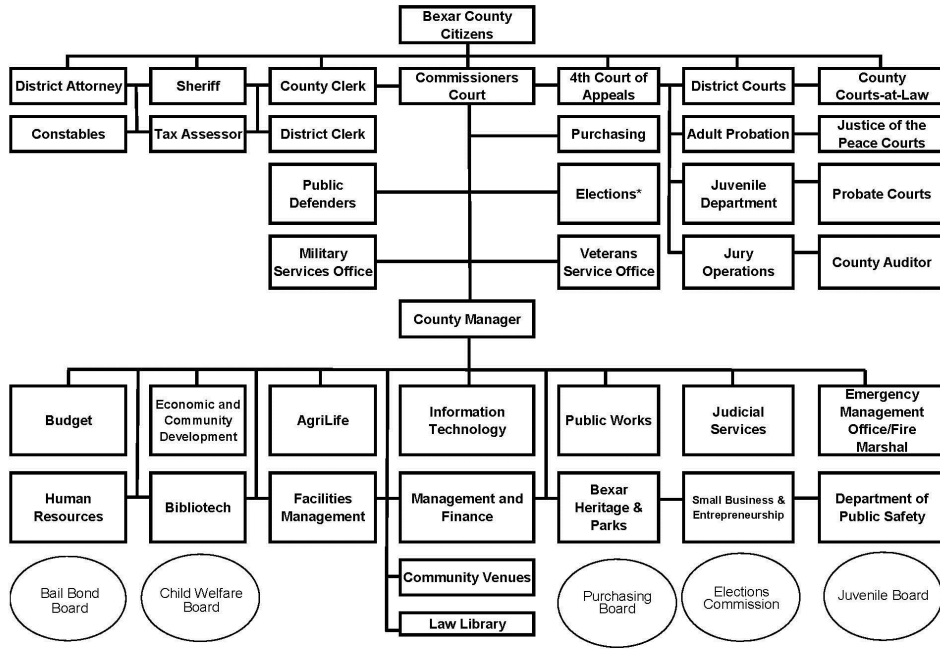 Bexar County
Citizens
District Attorney
Sheriff
County Clerk
Commissioners
Court
4th Court of
Appeals
District Courts
County
Courts-at-Law
Constables
Tax Assessor
District Clerk
Purchasing
Adult Probation
Justice of the
Peace Courts
Public
Defenders
Elections*
Juvenile
Department
Probate Courts
Military
Services Office
Veterans
Service Office
Jury
Operations
County Auditor
County Manager
Budget
Economic and
Community
Development
AgriLife
Information
Technology
Public Works
Judicial
Services
Emergency
Management
Office/Fire
Marshal
Human
Resources
Bibliotech
Facilities
Management
Management and
Finance
Bexar
Heritage &
Parks
Small Business &
Entrepreneurship
Department of
Public Safety
Bail Bond
Board
Child Welfare
Board
Community Venues
Law Library
Purchasing
Board
Elections
Commission
Juvenile Board